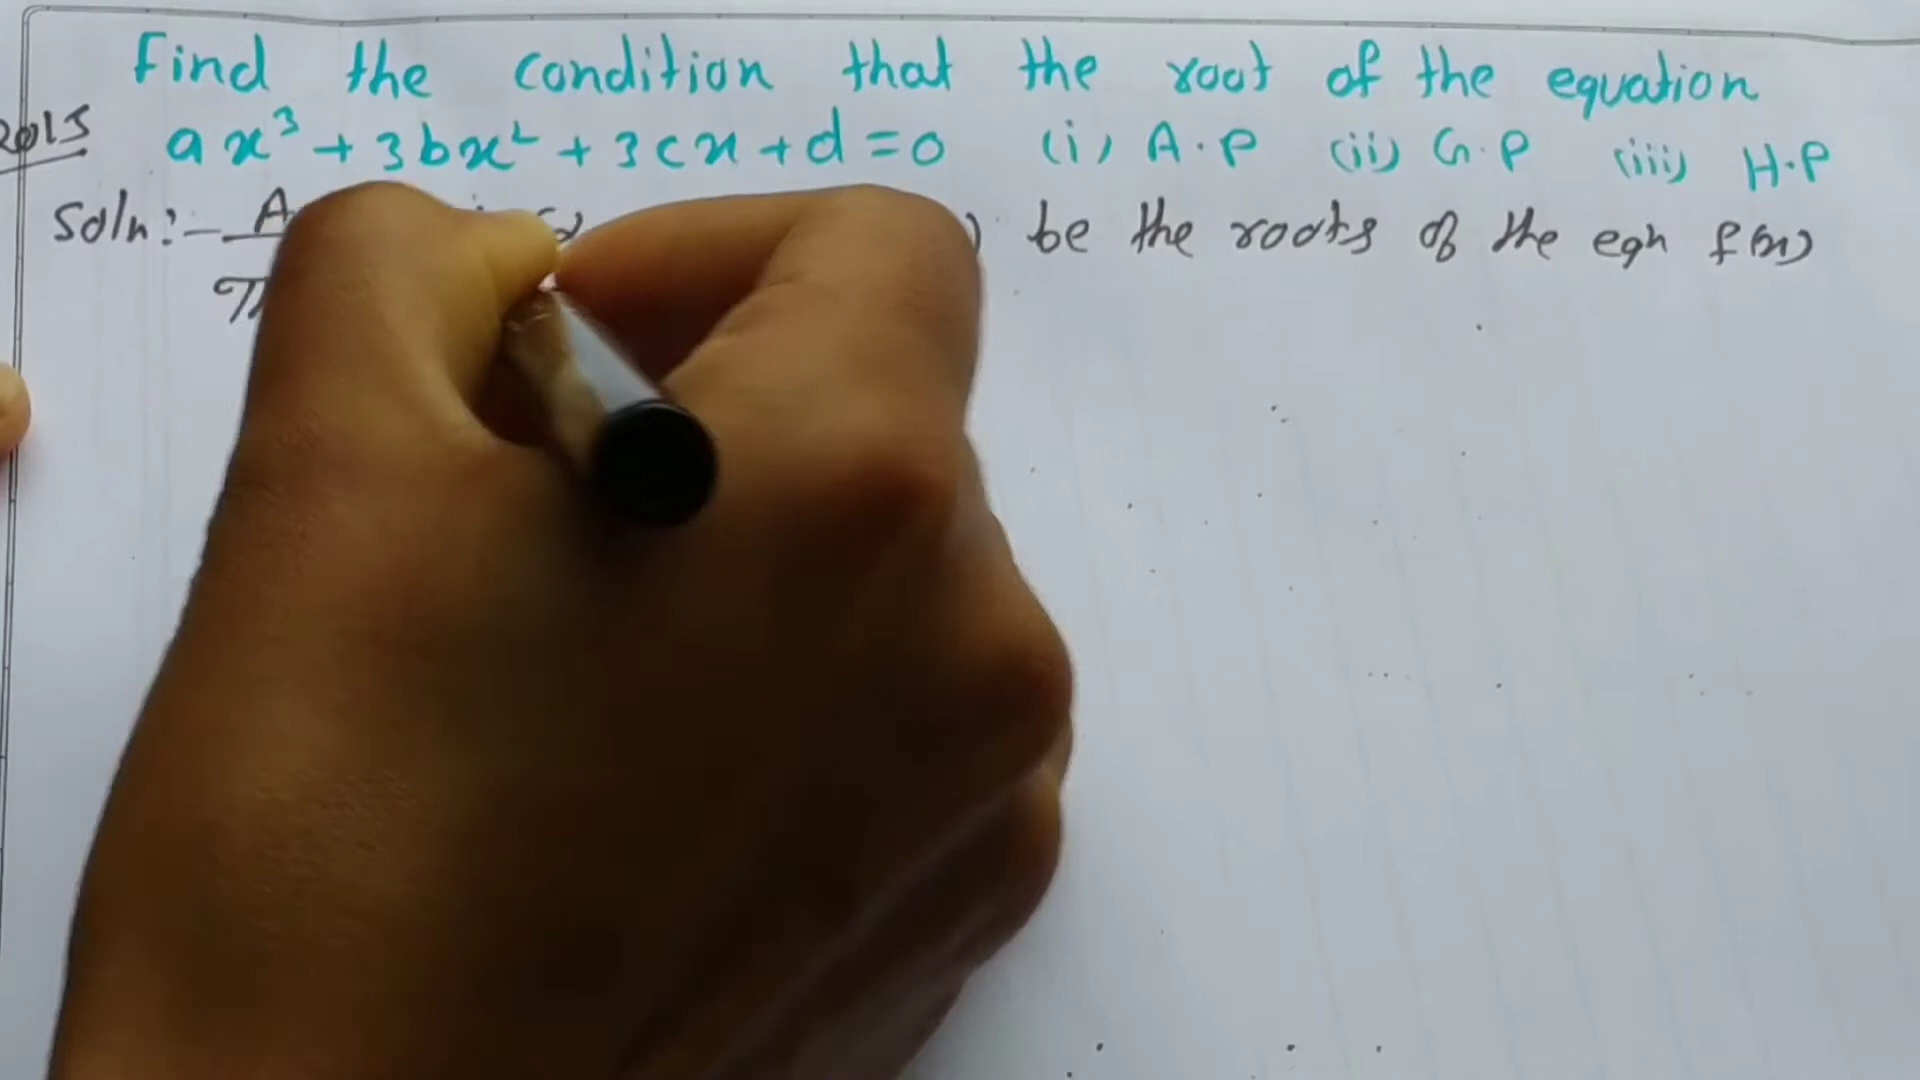 Find the condition that the root of the equation
2015 ax³ + 3bx² + 3cx + d = 0 (i) A.P (ii) G.P (iii) H.P
Soln:- be the roots of the eqn f(x)